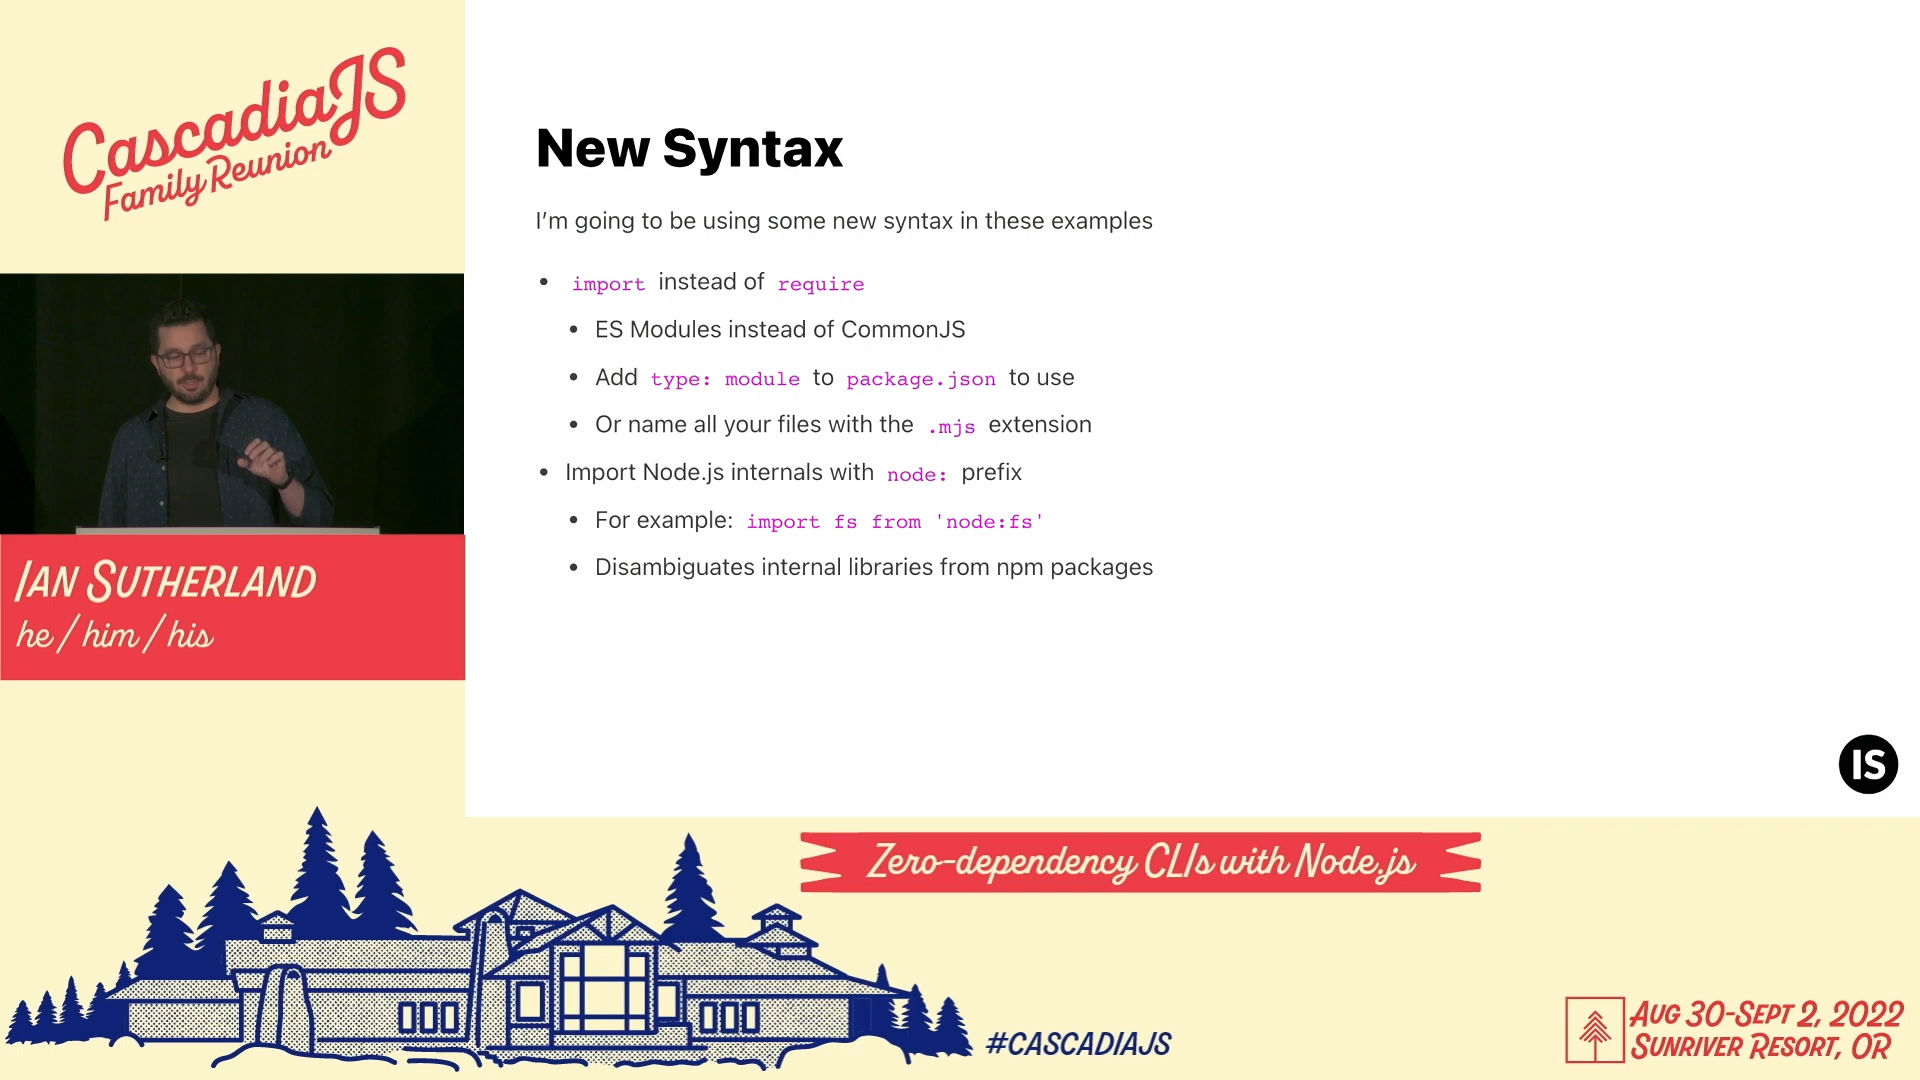 CascadiaJS
Family Reunion
New Syntax
I’m going to be using some new syntax in these examples
• import instead of require
• ES Modules instead of CommonJS
• Add type: module to package.json to use
• Or name all your files with the .mjs extension
• Import Node.js internals with node: prefix
• For example: import fs from 'node:fs'
• Disambiguates internal libraries from npm packages
IS
Ian Sutherland
he / him / his
Zero-dependency CLIs with Node.js
#CASCADIAJS
Aug 30-Sept 2, 2022
Sunriver Resort, OR